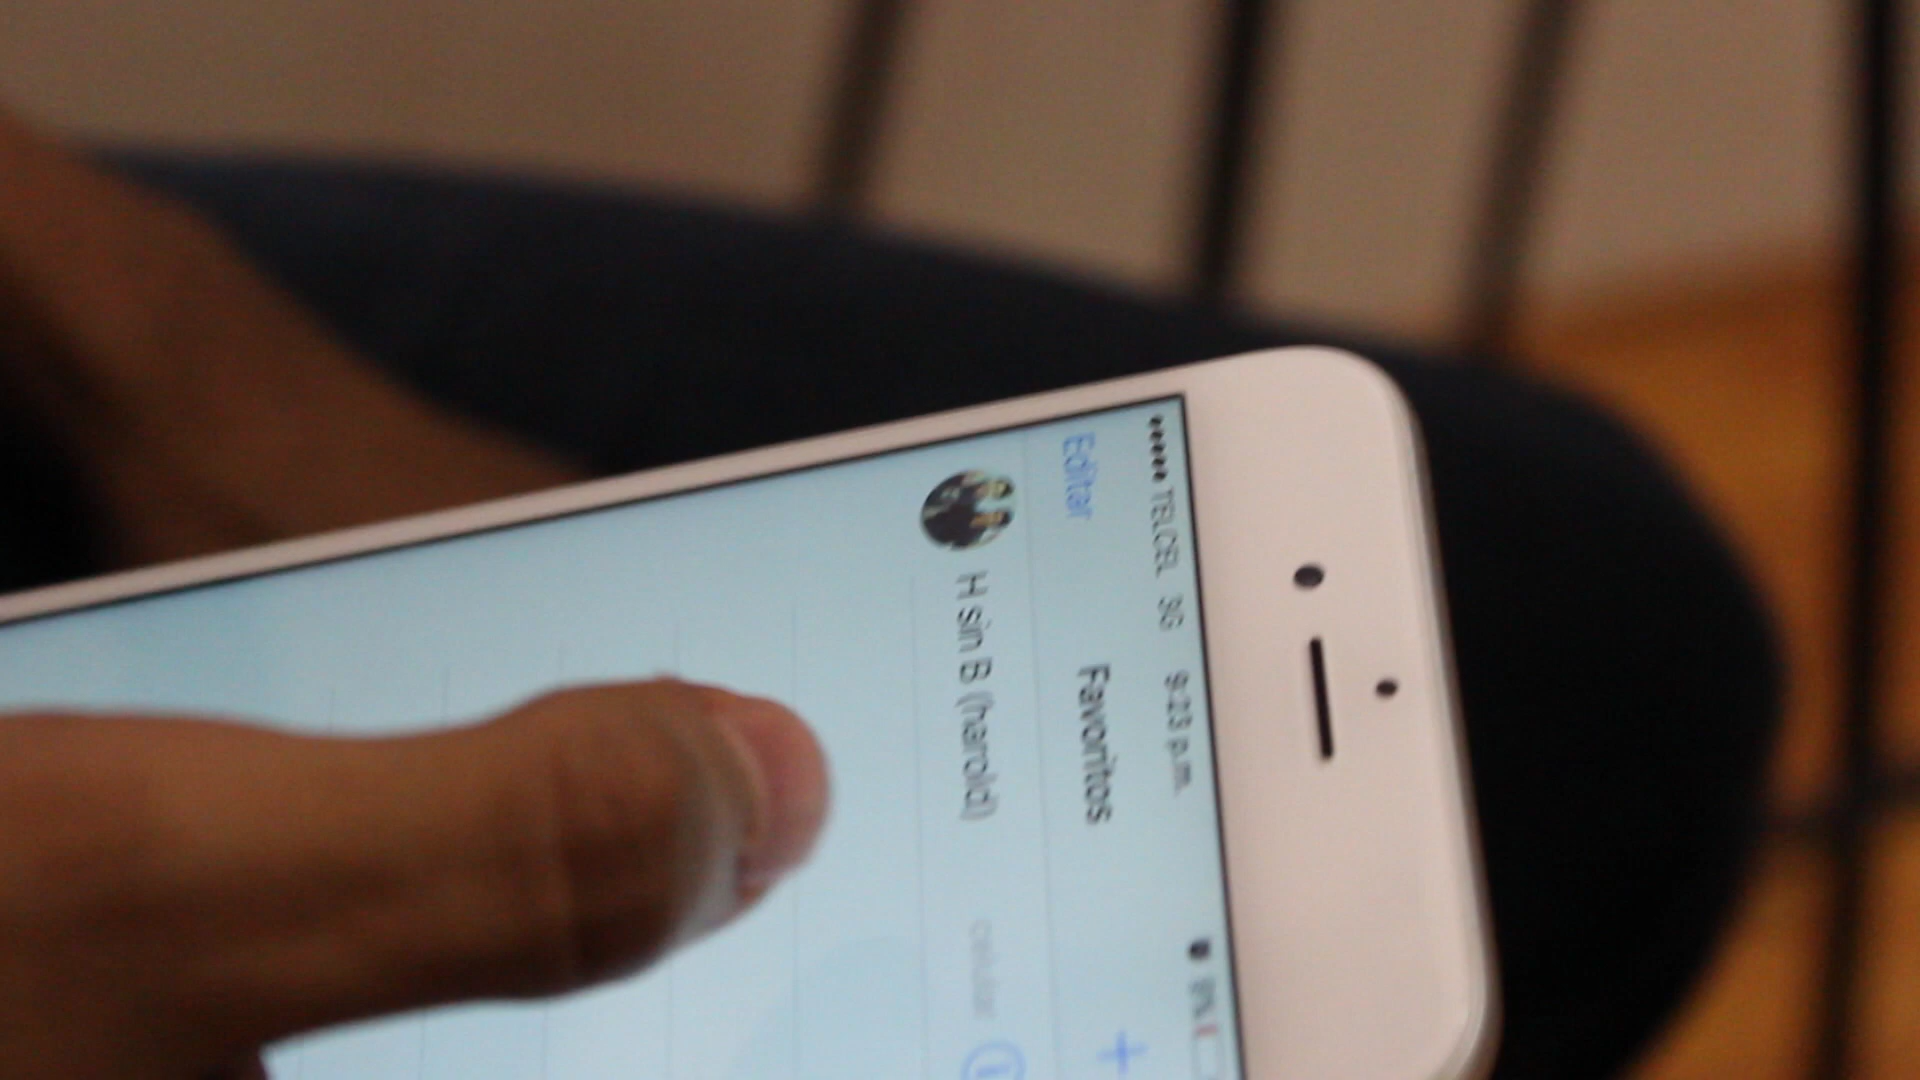 TELCEL 3G 9:23 p.m.
Editar Favoritos +
H sin B (harold) celular